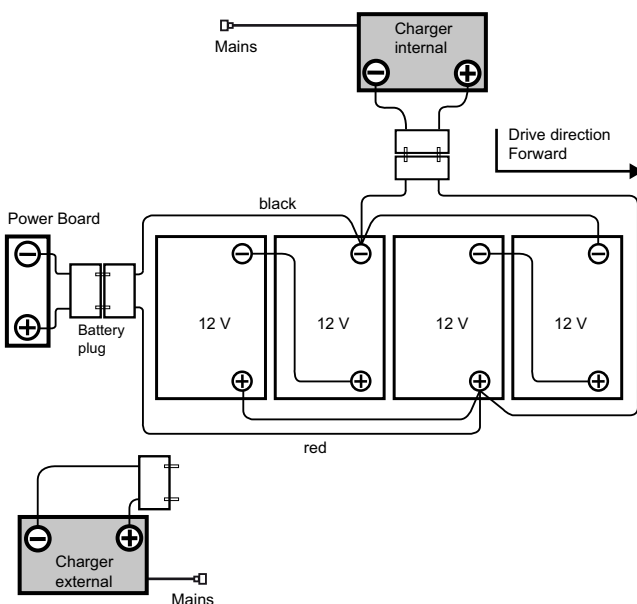 Charger
internal
Mains
Drive direction
Forward
black
Power Board
12 V
12 V
12 V
12 V
Battery
plug
red
Charger
external
Mains